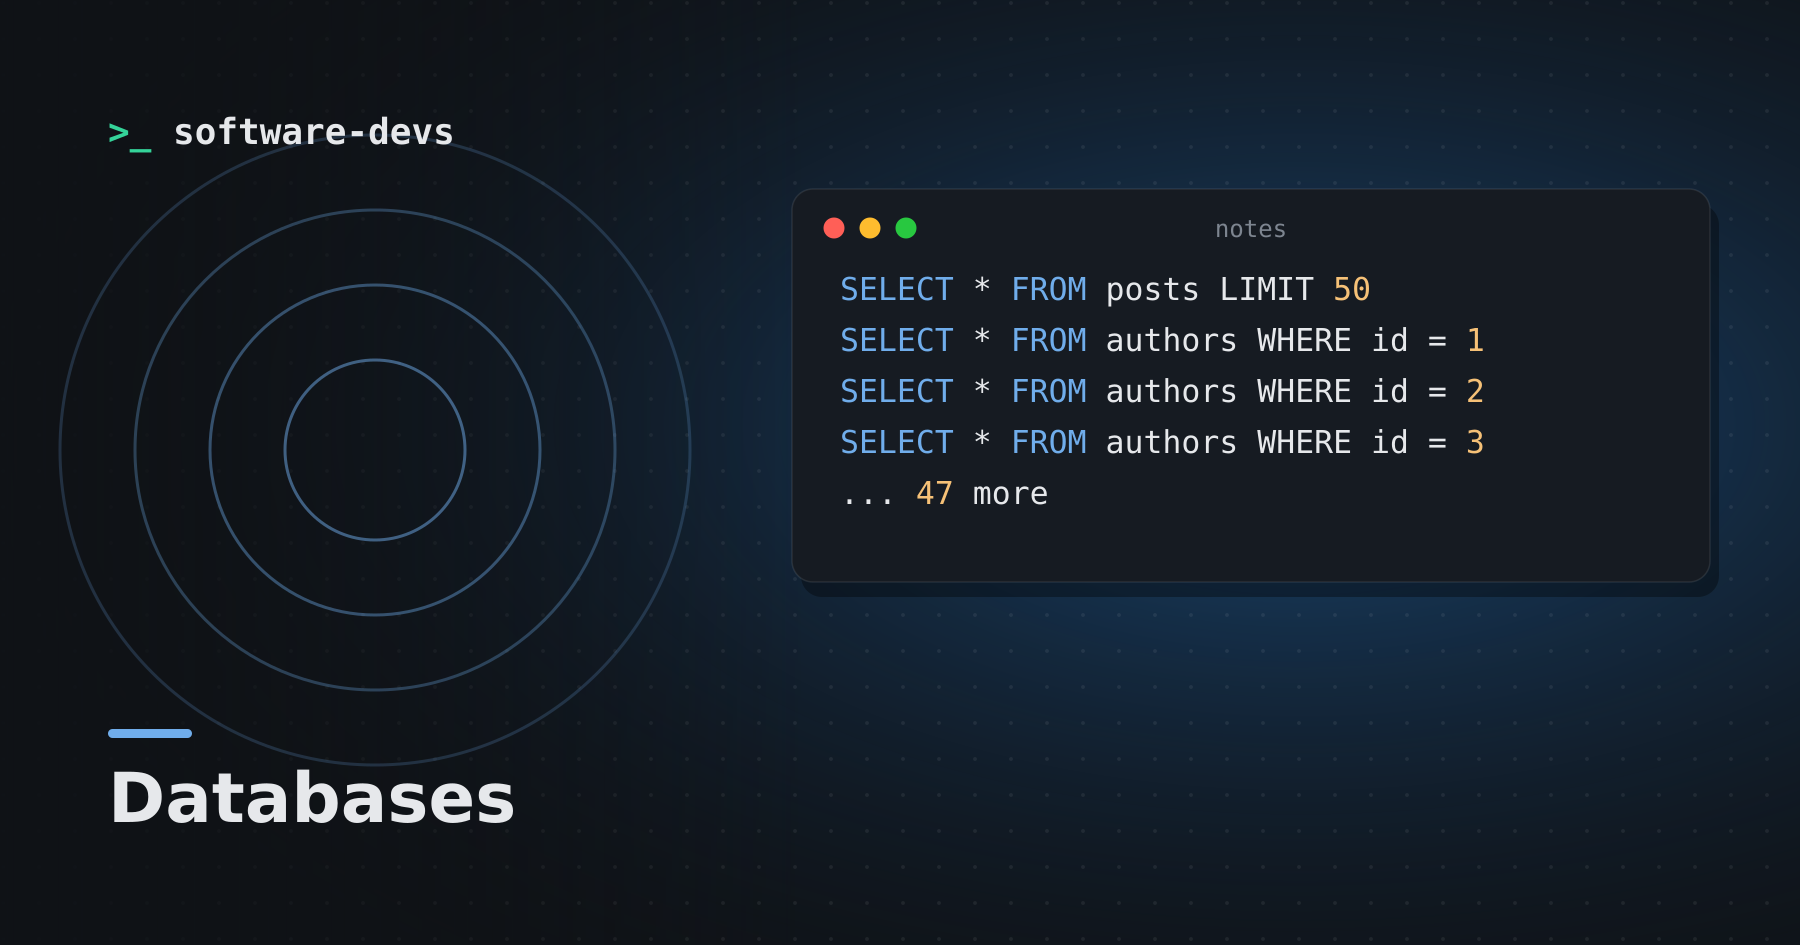 >_ software-devs
notes
SELECT * FROM posts LIMIT 50
SELECT * FROM authors WHERE id = 1
SELECT * FROM authors WHERE id = 2
SELECT * FROM authors WHERE id = 3
... 47 more
Databases